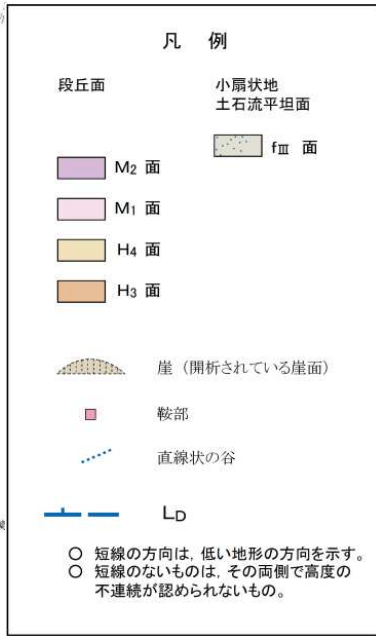 凡 例
段丘面
小扇状地
土石流平坦面
fⅢ 面
M2 面
M1 面
H4 面
H3 面
崖（開析されている崖面）
鞍部
直線状の谷
LD
○ 短線の方向は，低い地形の方向を示す。
○ 短線のないものは，その両側で高度の
不連続が認められないもの。